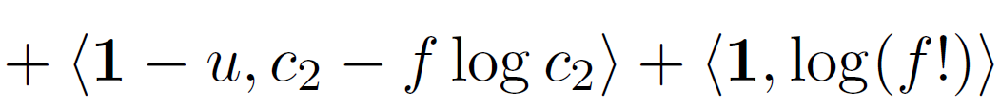 + ⟨𝟏 − u, c₂ − f log c₂⟩ + ⟨𝟏, log(f!)⟩